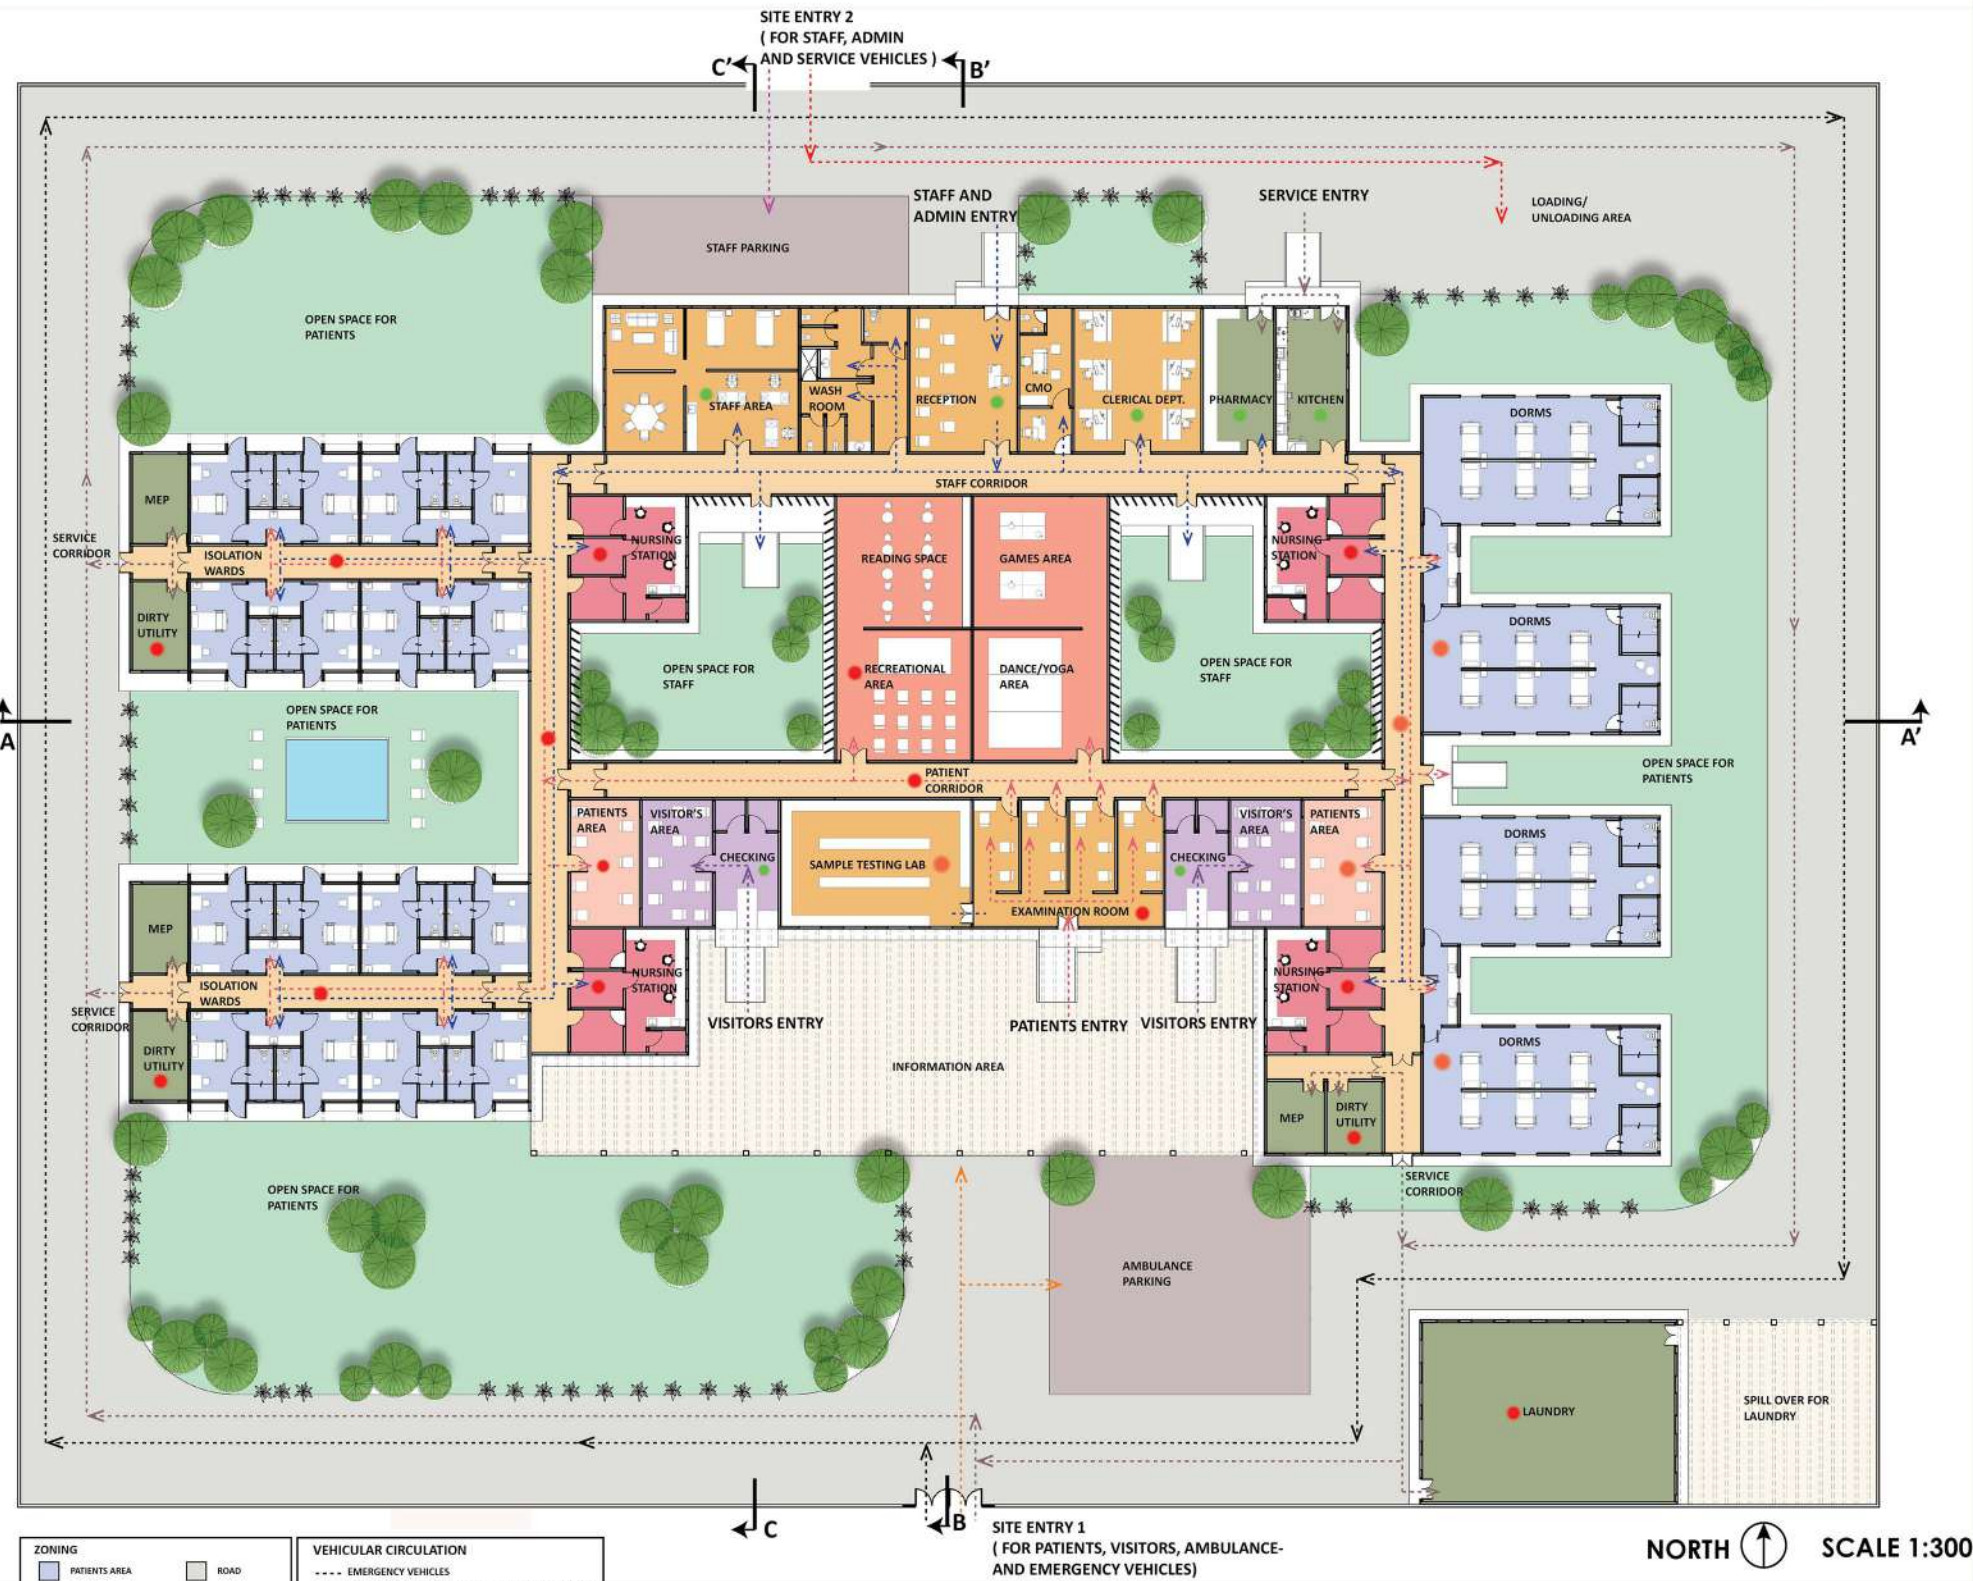 SITE ENTRY 2
( FOR STAFF, ADMIN
AND SERVICE VEHICLES )
C'
B'
STAFF AND
ADMIN ENTRY
SERVICE ENTRY
LOADING/
UNLOADING AREA
STAFF PARKING
OPEN SPACE FOR
PATIENTS
STAFF AREA
WASH
ROOM
RECEPTION
CMO
CLERICAL DEPT.
PHARMACY
KITCHEN
DORMS
STAFF CORRIDOR
MEP
SERVICE
CORRIDOR
ISOLATION
WARDS
DIRTY
UTILITY
NURSING
STATION
READING SPACE
GAMES AREA
NURSING
STATION
DORMS
OPEN SPACE FOR
STAFF
RECREATIONAL
AREA
DANCE/YOGA
AREA
OPEN SPACE FOR
STAFF
OPEN SPACE FOR
PATIENTS
A
A'
OPEN SPACE FOR
PATIENTS
PATIENT
CORRIDOR
PATIENTS
AREA
VISITOR'S
AREA
CHECKING
SAMPLE TESTING LAB
EXAMINATION ROOM
CHECKING
VISITOR'S
AREA
PATIENTS
AREA
DORMS
MEP
ISOLATION
WARDS
SERVICE
CORRIDOR
DIRTY
UTILITY
NURSING
STATION
NURSING
STATION
VISITORS ENTRY
PATIENTS ENTRY
VISITORS ENTRY
DORMS
INFORMATION AREA
MEP
DIRTY
UTILITY
SERVICE
CORRIDOR
OPEN SPACE FOR
PATIENTS
AMBULANCE
PARKING
LAUNDRY
SPILL OVER FOR
LAUNDRY
C
B
SITE ENTRY 1
( FOR PATIENTS, VISITORS, AMBULANCE-
AND EMERGENCY VEHICLES)
NORTH
SCALE 1:300
ZONING
PATIENTS AREA
ROAD
VEHICULAR CIRCULATION
---- EMERGENCY VEHICLES